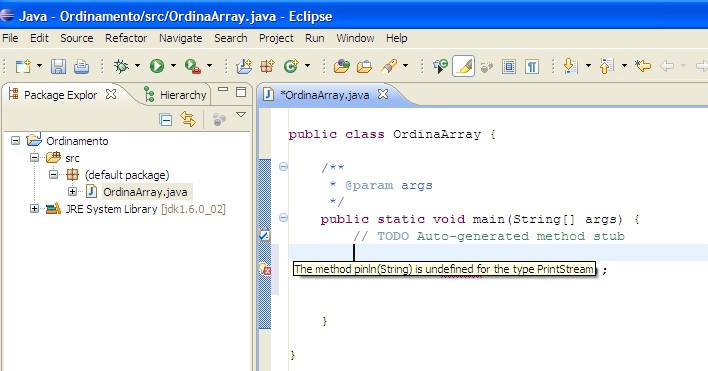 Java - Ordinamento/src/OrdinaArray.java - Eclipse
File Edit Source Refactor Navigate Search Project Run Window Help
Package Explor Hierarchy
*OrdinaArray.java
Ordinamento
src
(default package)
OrdinaArray.java
JRE System Library [jdk1.6.0_02]
public class OrdinaArray {
/**
* @param args
*/
public static void main(String[] args) {
// TODO Auto-generated method stub
The method pinln(String) is undefined for the type PrintStream
;
}
}